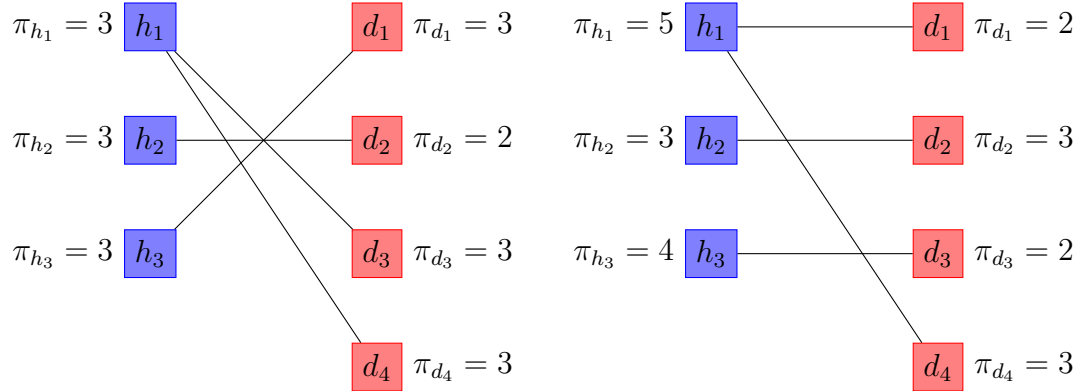 π_{h_1} = 3 h_1 d_1 π_{d_1} = 3
π_{h_2} = 3 h_2 d_2 π_{d_2} = 2
π_{h_3} = 3 h_3 d_3 π_{d_3} = 3
d_4 π_{d_4} = 3
π_{h_1} = 5 h_1 d_1 π_{d_1} = 2
π_{h_2} = 3 h_2 d_2 π_{d_2} = 3
π_{h_3} = 4 h_3 d_3 π_{d_3} = 2
d_4 π_{d_4} = 3